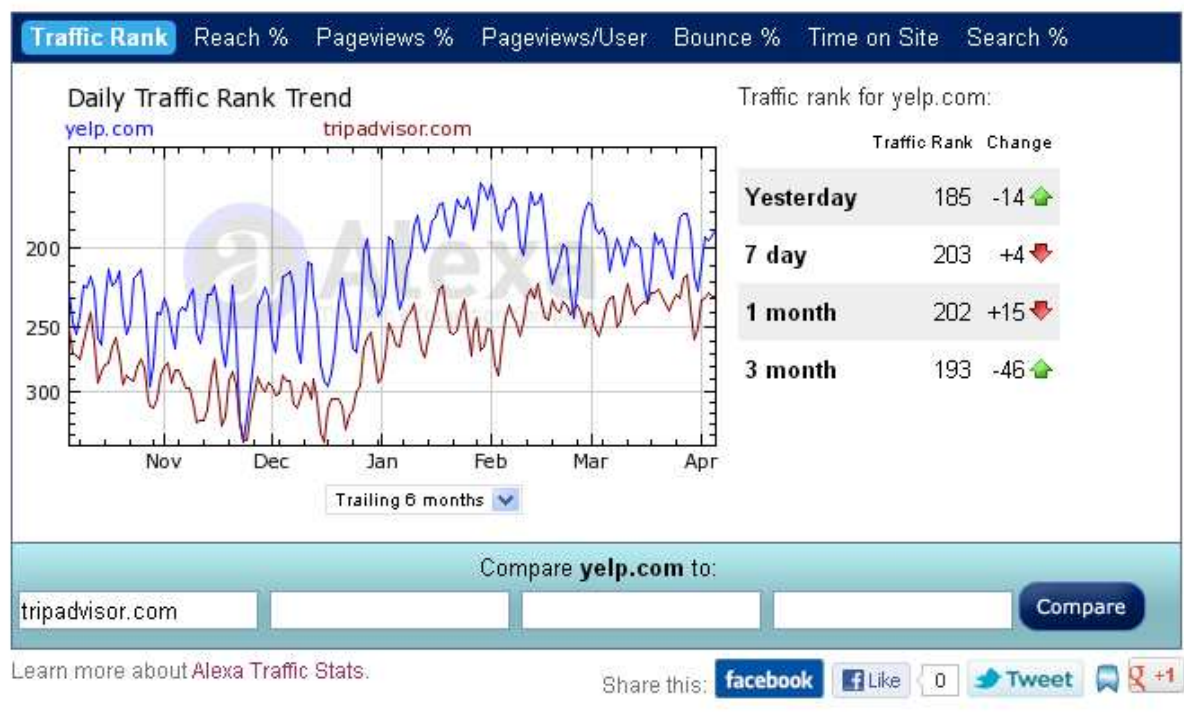 Traffic Rank Reach % Pageviews % Pageviews/User Bounce % Time on Site Search %
Daily Traffic Rank Trend
yelp.com tripadvisor.com
200
250
300
Nov Dec Jan Feb Mar Apr
Trailing 6 months
Alexa
Traffic rank for yelp.com:
Traffic Rank Change
Yesterday 185 -14
7 day 203 +4
1 month 202 +15
3 month 193 -46
Compare yelp.com to:
tripadvisor.com
Compare
Learn more about Alexa Traffic Stats.
Share this: facebook Like 0 Tweet +1